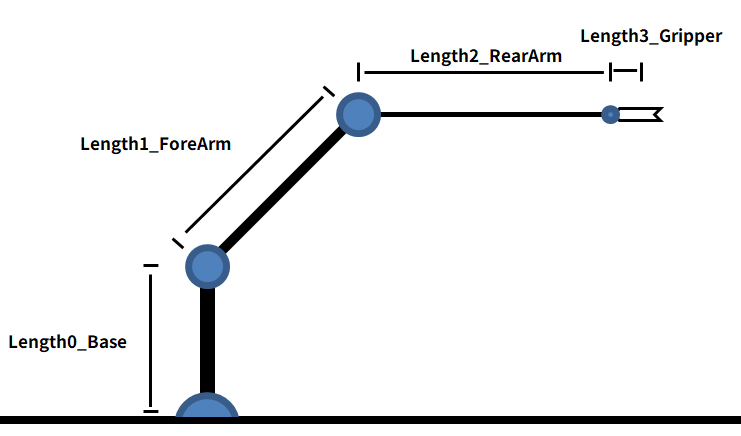 Length3_Gripper
Length2_RearArm
Length1_ForeArm
Length0_Base